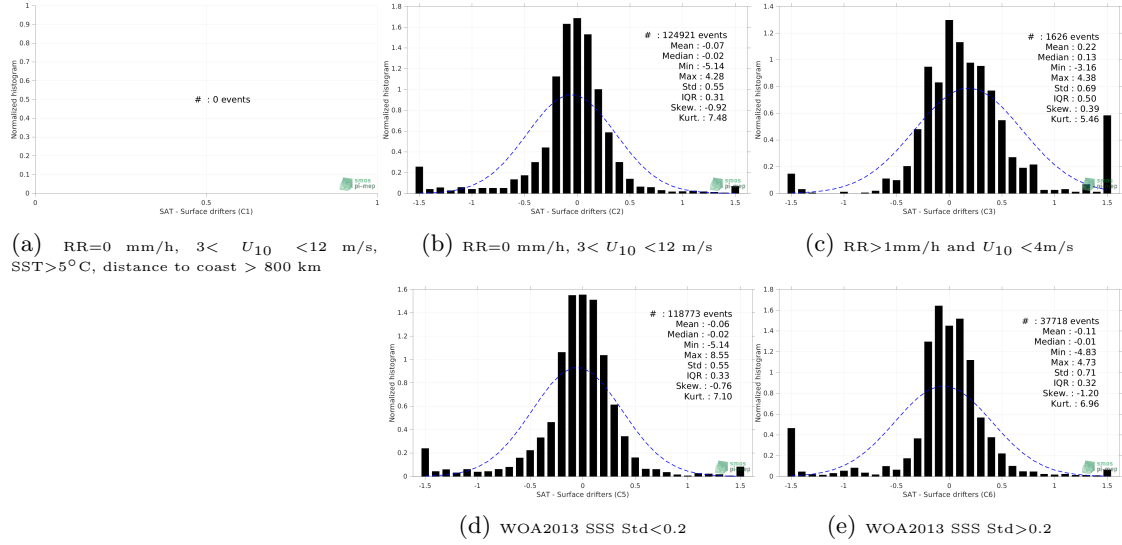 1
0.9
0.8
0.7
0.6
0.5
0.4
0.3
0.2
0.1
0
Normalized histogram
# : 0 events
smos
pi-mep
0 0.5 1
SAT - Surface drifters (C1)
(a) RR=0 mm/h, 3< U10 <12 m/s,
SST>5°C, distance to coast > 800 km
1.8
1.6
1.4
1.2
1
0.8
0.6
0.4
0.2
0
Normalized histogram
# : 124921 events
Mean : -0.07
Median : -0.02
Min : -5.14
Max : 4.28
Std : 0.55
IQR : 0.31
Skew. : -0.92
Kurt. : 7.48
smos
pi-mep
-1.5 -1 -0.5 0 0.5 1 1.5
SAT - Surface drifters (C2)
(b) RR=0 mm/h, 3< U10 <12 m/s
1.4
1.2
1
0.8
0.6
0.4
0.2
0
Normalized histogram
# : 1626 events
Mean : 0.22
Median : 0.13
Min : -3.16
Max : 4.38
Std : 0.69
IQR : 0.50
Skew. : 0.39
Kurt. : 5.46
smos
pi-mep
-1.5 -1 -0.5 0 0.5 1 1.5
SAT - Surface drifters (C3)
(c) RR>1mm/h and U10 <4m/s
1.6
1.4
1.2
1
0.8
0.6
0.4
0.2
0
Normalized histogram
# : 118773 events
Mean : -0.06
Median : -0.02
Min : -5.14
Max : 8.55
Std : 0.55
IQR : 0.33
Skew. : -0.76
Kurt. : 7.10
smos
pi-mep
-1.5 -1 -0.5 0 0.5 1 1.5
SAT - Surface drifters (C5)
(d) WOA2013 SSS Std<0.2
1.8
1.6
1.4
1.2
1
0.8
0.6
0.4
0.2
0
Normalized histogram
# : 37718 events
Mean : -0.11
Median : -0.01
Min : -4.83
Max : 4.73
Std : 0.71
IQR : 0.32
Skew. : -1.20
Kurt. : 6.96
smos
pi-mep
-1.5 -1 -0.5 0 0.5 1 1.5
SAT - Surface drifters (C6)
(e) WOA2013 SSS Std>0.2